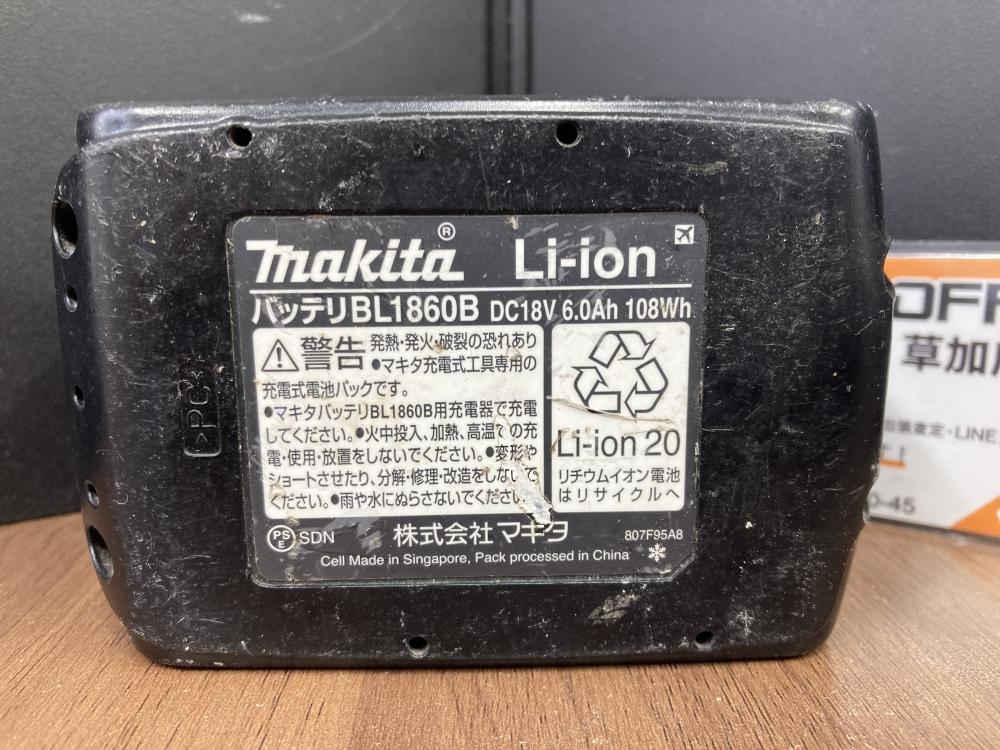 makita® Li-ion
バッテリBL1860B DC18V 6.0Ah 108Wh
警告 発熱・発火・破裂の恐れあり
●マキタ充電式工具専用の
充電式電池パックです。
●マキタバッテリBL1860B用充電器で充電
してください。●火中投入、加熱、高温での充
電・使用・放置をしないでください。●変形や
ショートさせたり、分解・修理・改造をしないで
ください。●雨や水にぬらさないでください。
Li-ion 20
リチウムイオン電池
はリサイクルへ
PSE SDN 株式会社 マキタ 807F95A8
Cell Made in Singapore, Pack processed in China
>PC
OFF
草加
査定・LINE
0-45